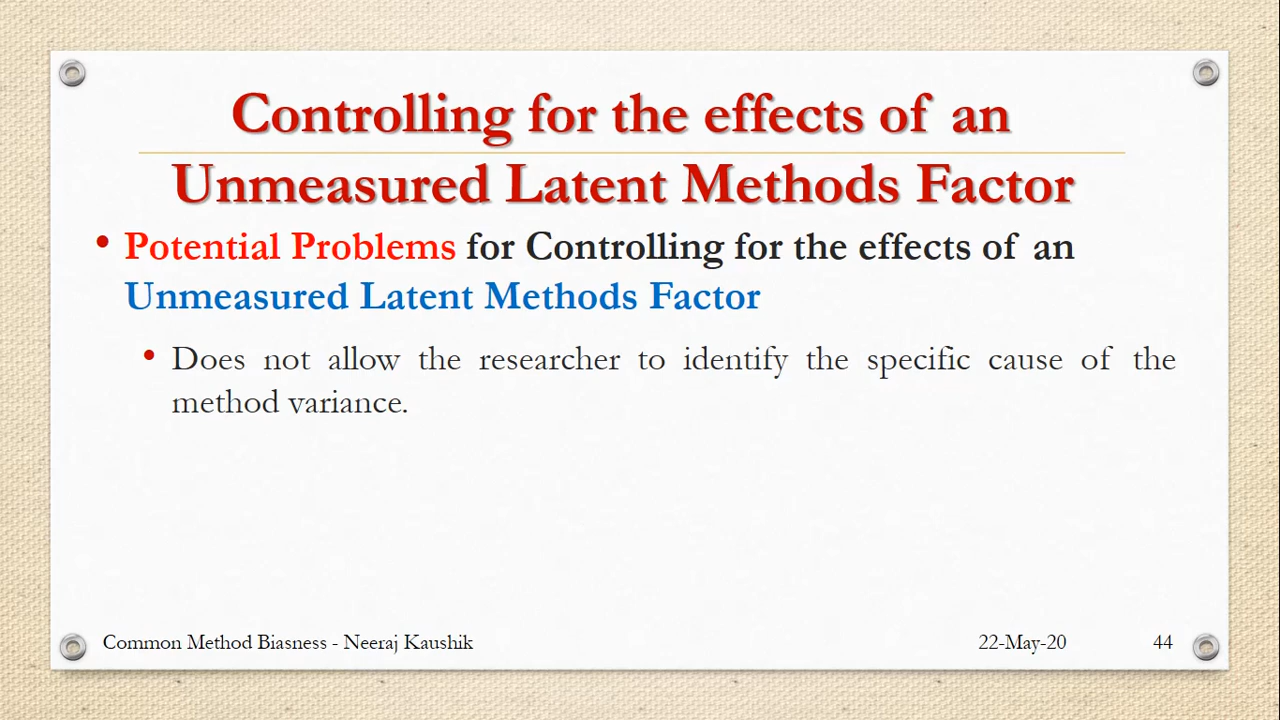 Controlling for the effects of an
Unmeasured Latent Methods Factor
• Potential Problems for Controlling for the effects of an
Unmeasured Latent Methods Factor
• Does not allow the researcher to identify the specific cause of the
method variance.
Common Method Biasness - Neeraj Kaushik 22-May-20 44